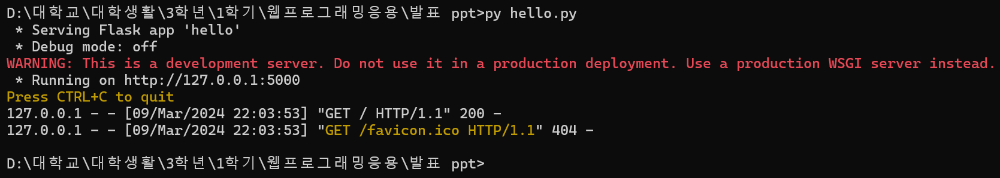 D:\대학교\대학생활\3학년\1학기\웹프로그래밍응용\발표 ppt>py hello.py
 * Serving Flask app 'hello'
 * Debug mode: off
WARNING: This is a development server. Do not use it in a production deployment. Use a production WSGI server instead.
 * Running on http://127.0.0.1:5000
Press CTRL+C to quit
127.0.0.1 - - [09/Mar/2024 22:03:53] "GET / HTTP/1.1" 200 -
127.0.0.1 - - [09/Mar/2024 22:03:53] "GET /favicon.ico HTTP/1.1" 404 -
D:\대학교\대학생활\3학년\1학기\웹프로그래밍응용\발표 ppt>